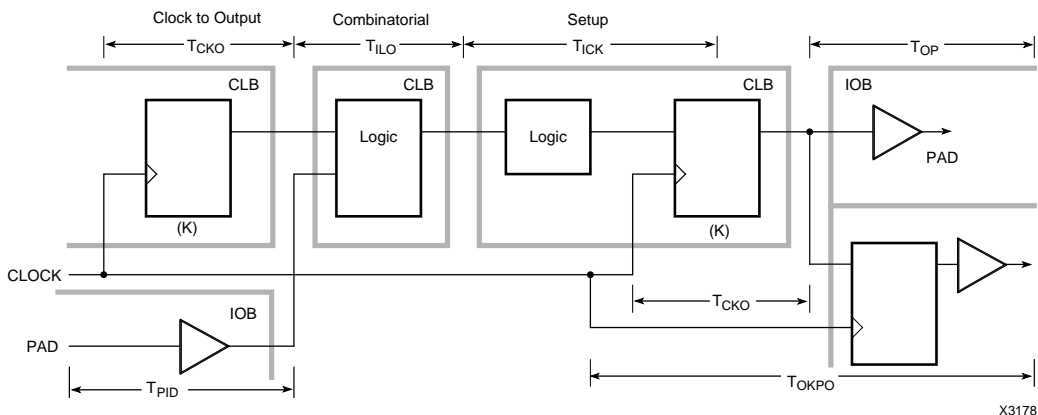 Clock to Output Combinatorial Setup
TCKO TILO TICK TOP
CLB CLB CLB IOB
Logic Logic
PAD
(K) (K)
CLOCK
TCKO
IOB
PAD
TPID
TOKPO
X3178